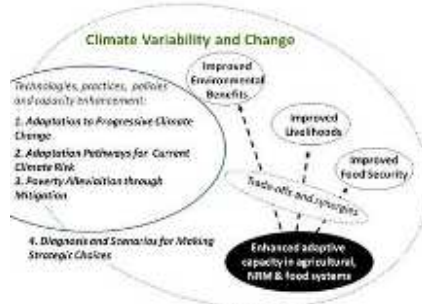 Climate Variability and Change
Improved
Environmental
Benefits
Technologies, practices, policies
and capacity enhancement:
1. Adaptation to Progressive Climate
Change
2. Adaptation Pathways for Current
Climate Risk
3. Poverty Alleviation through
Mitigation
4. Diagnosis and Scenarios for Making
Strategic Choices
Improved
Livelihoods
Improved
Food Security
Trade-offs and synergies
Enhanced adaptive
capacity in agricultural,
NRM & food systems